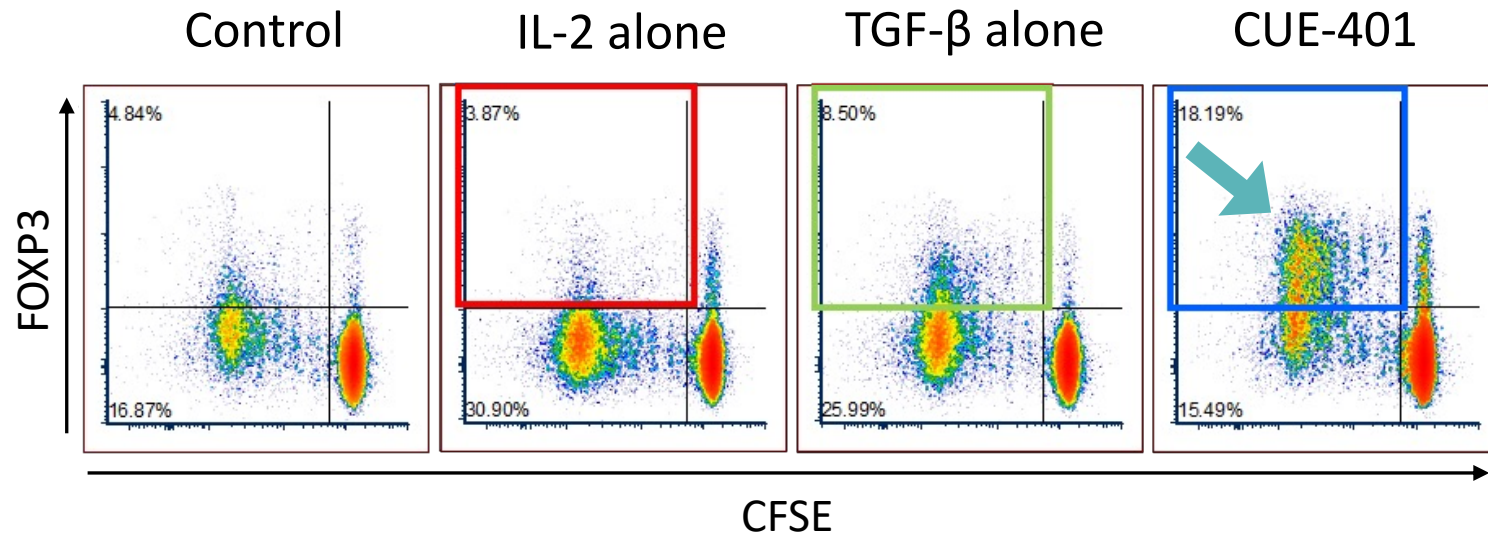 Control
IL-2 alone
TGF-β alone
CUE-401
4.84%
3.87%
8.50%
18.19%
FOXP3
16.87%
30.90%
25.99%
15.49%
CFSE